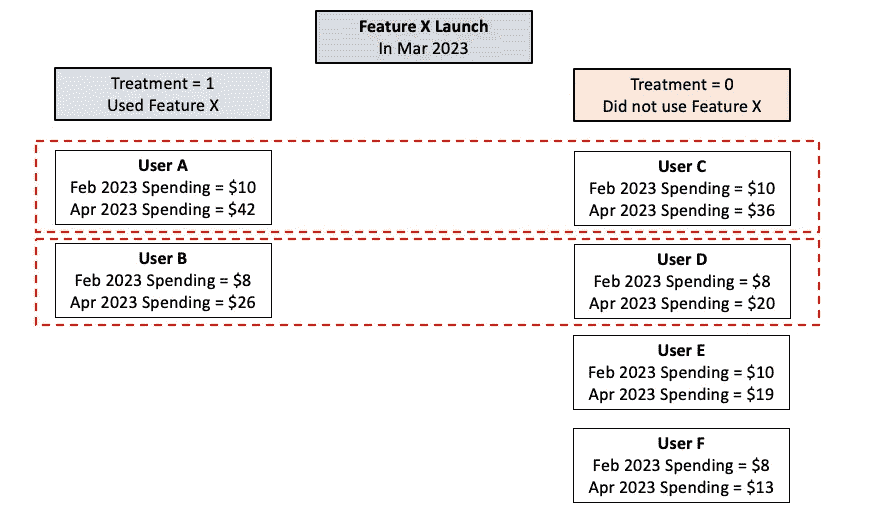 Feature X Launch
In Mar 2023
Treatment = 1
Used Feature X
Treatment = 0
Did not use Feature X
User A
Feb 2023 Spending = $10
Apr 2023 Spending = $42
User C
Feb 2023 Spending = $10
Apr 2023 Spending = $36
User B
Feb 2023 Spending = $8
Apr 2023 Spending = $26
User D
Feb 2023 Spending = $8
Apr 2023 Spending = $20
User E
Feb 2023 Spending = $10
Apr 2023 Spending = $19
User F
Feb 2023 Spending = $8
Apr 2023 Spending = $13